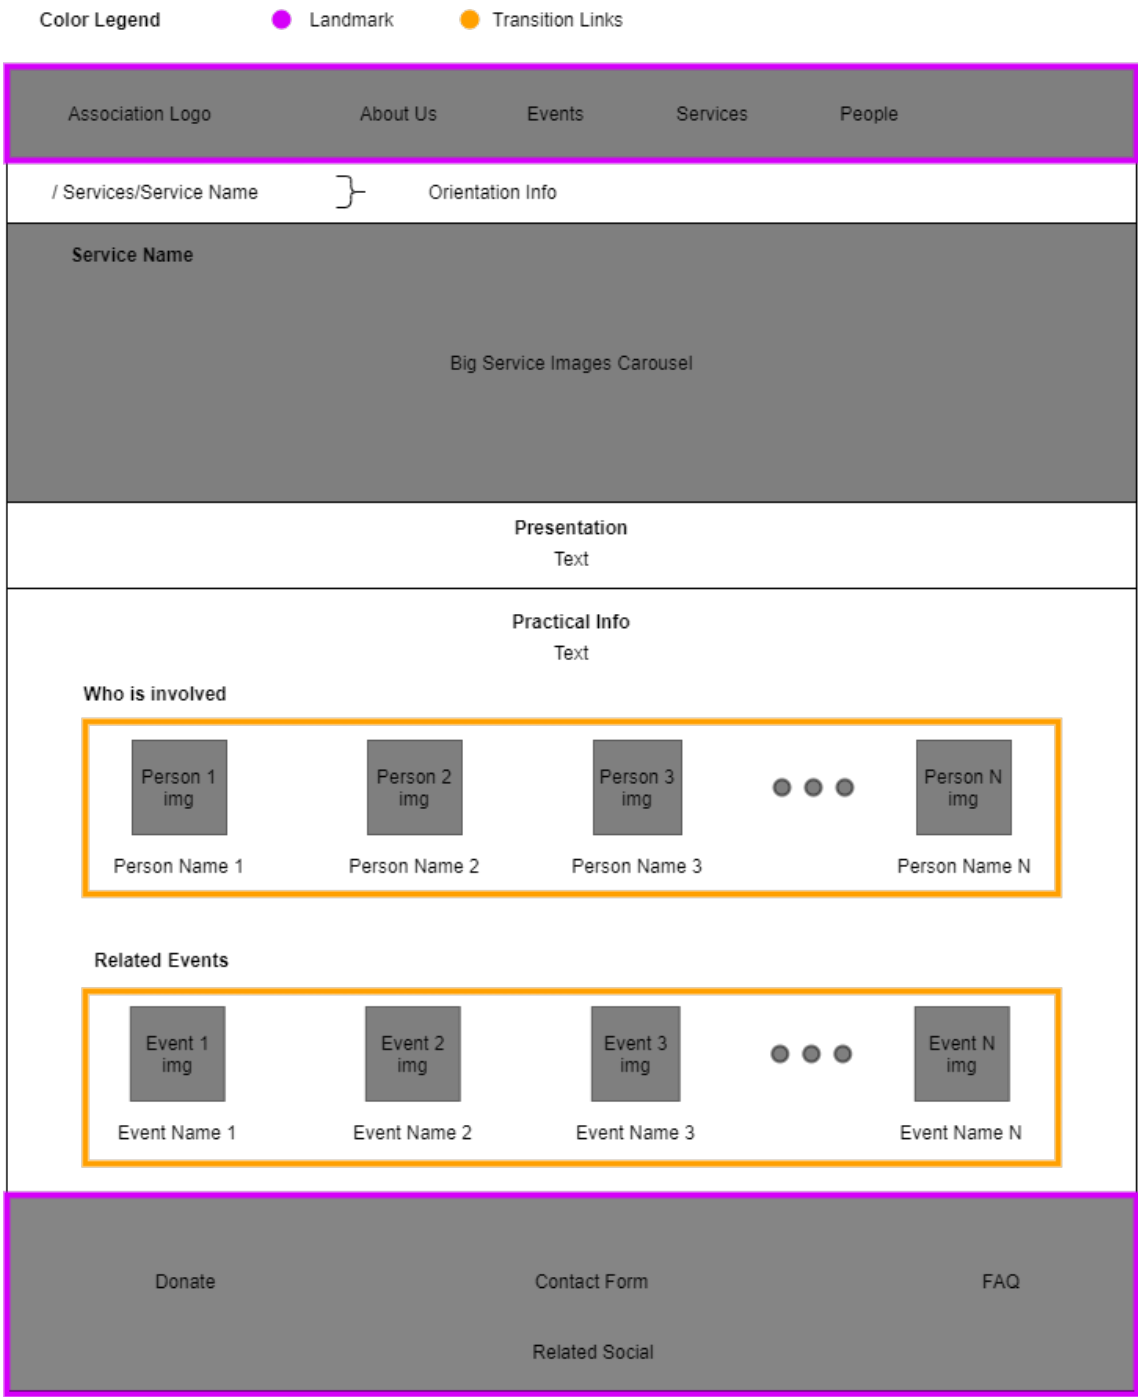 Color Legend Landmark Transition Links
Association Logo About Us Events Services People
/ Services/Service Name Orientation Info
Service Name
Big Service Images Carousel
Presentation
Text
Practical Info
Text
Who is involved
Person 1 Person 2 Person 3 Person N
img img img img
Person Name 1 Person Name 2 Person Name 3 Person Name N
Related Events
Event 1 Event 2 Event 3 Event N
img img img img
Event Name 1 Event Name 2 Event Name 3 Event Name N
Donate Contact Form FAQ
Related Social